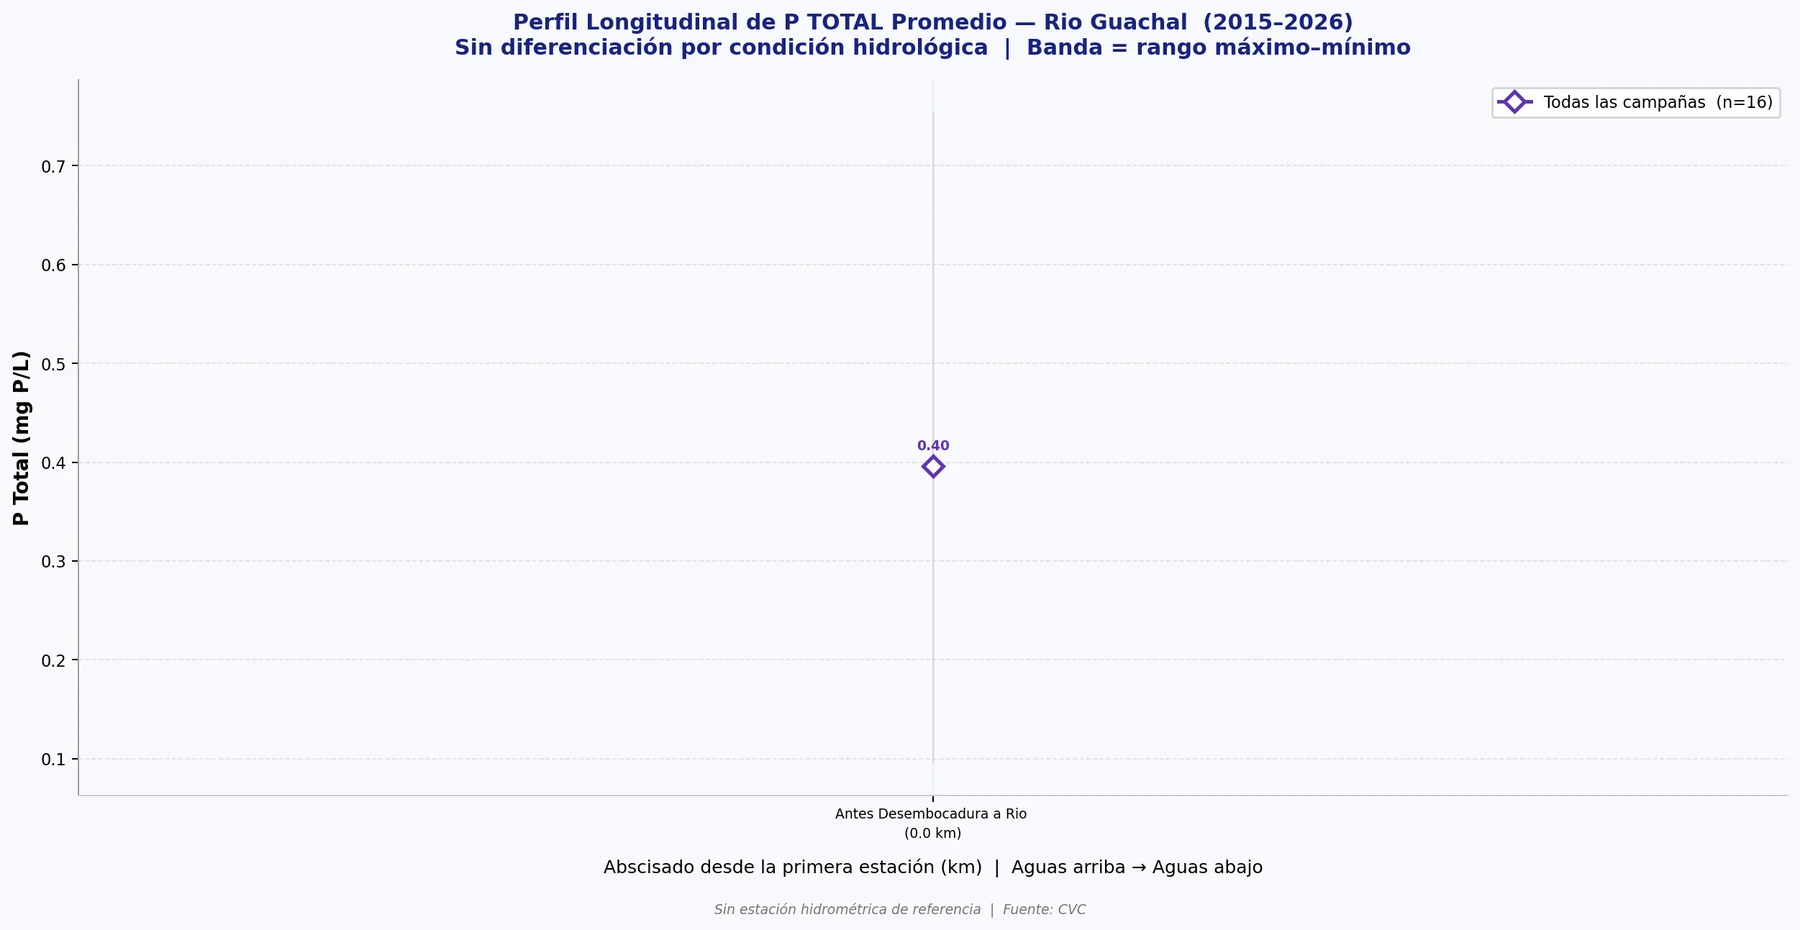 Perfil Longitudinal de P TOTAL Promedio — Rio Guachal (2015–2026)
Sin diferenciación por condición hidrológica | Banda = rango máximo–mínimo
Todas las campañas (n=16)
P Total (mg P/L)
0.7
0.6
0.5
0.4
0.3
0.2
0.1
0.40
Antes Desembocadura a Rio
(0.0 km)
Abscisado desde la primera estación (km) | Aguas arriba → Aguas abajo
Sin estación hidrométrica de referencia | Fuente: CVC